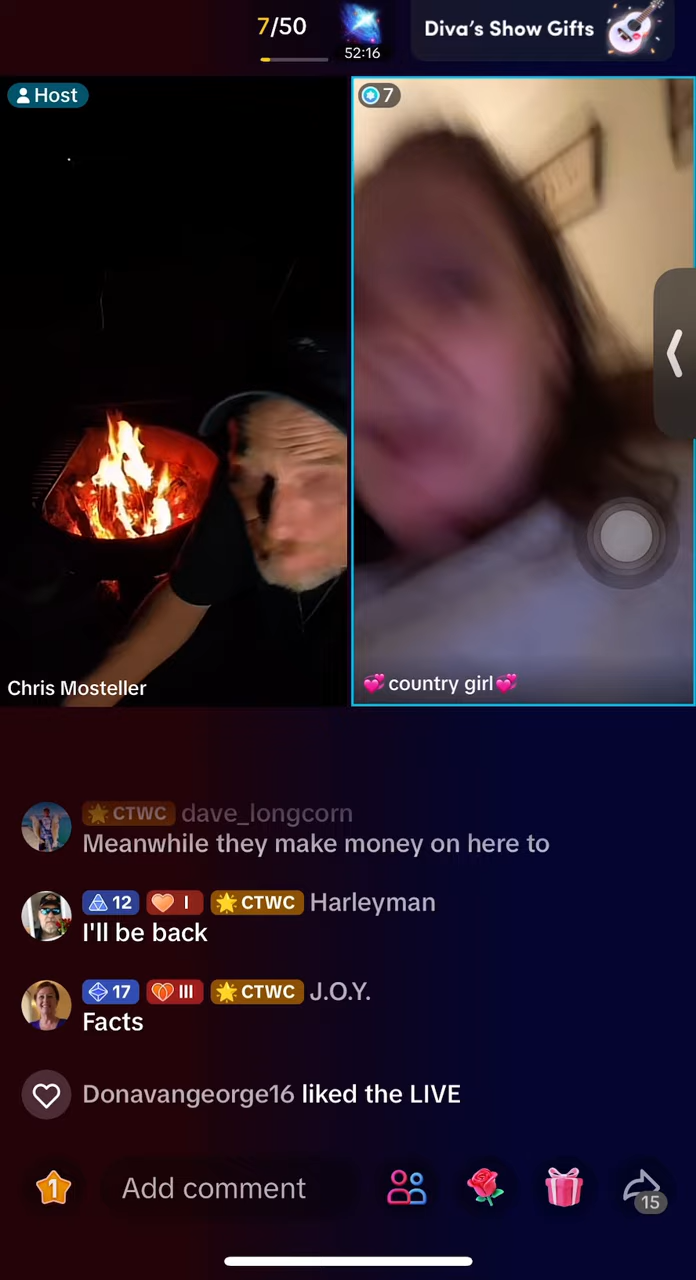 7/50
52:16
Diva's Show Gifts
Host
7
Chris Mosteller
💞 country girl 💞
CTWC dave_longcorn
Meanwhile they make money on here to
12 I CTWC Harleyman
I'll be back
17 III CTWC J.O.Y.
Facts
Donavangeorge16 liked the LIVE
1
Add comment
15